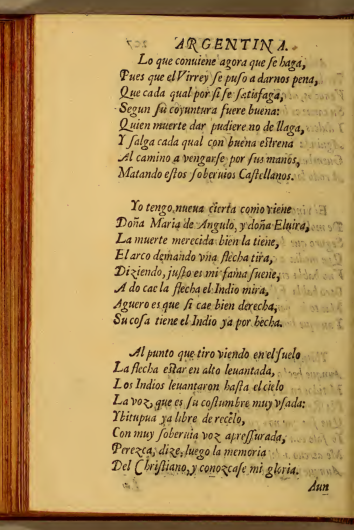 ARGENTINA.
Lo que conuiene agora que se haga,
Pues que el Virrey se puso a darnos pena,
Que cada qual por si se satisfaga,
Segun su coyuntura fuere buena:
Quien muerte dar pudiere no de llaga,
Y salga cada qual con buena estrena
Al camino a vengarse por sus manos,
Matando estos soberuios Castellanos.
Yo tengo nueua cierta como viene
Doña Maria de Angulo, y doña Eluira,
La muerte merecida bien la tiene,
El arco demando vna flecha tira,
Diziendo, justo es mi fama suene,
A do cae la flecha el Indio mira,
Aguero es que si cae bien derecha,
Su cosa tiene el Indio ya por hecha.
Al punto que tiro viendo en el suelo
La flecha estar en alto leuantada,
Los Indios leuantaron hasta el cielo
La voz, que es su costumbre muy vsada:
Ybitupua ya libre de recelo,
Con muy soberuia voz apressurada,
Perezca, dize, luego la memoria
Del Christiano, y conozcase mi gloria.
Aun